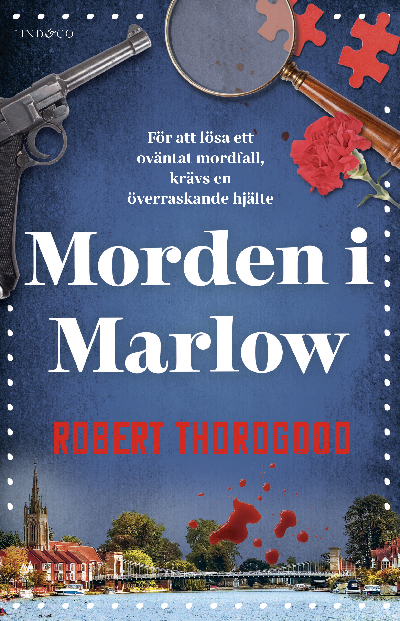 LIND&CO
För att lösa ett
oväntat mordfall,
krävs en
överraskande hjälte
Morden i
Marlow
ROBERT THOROGOOD